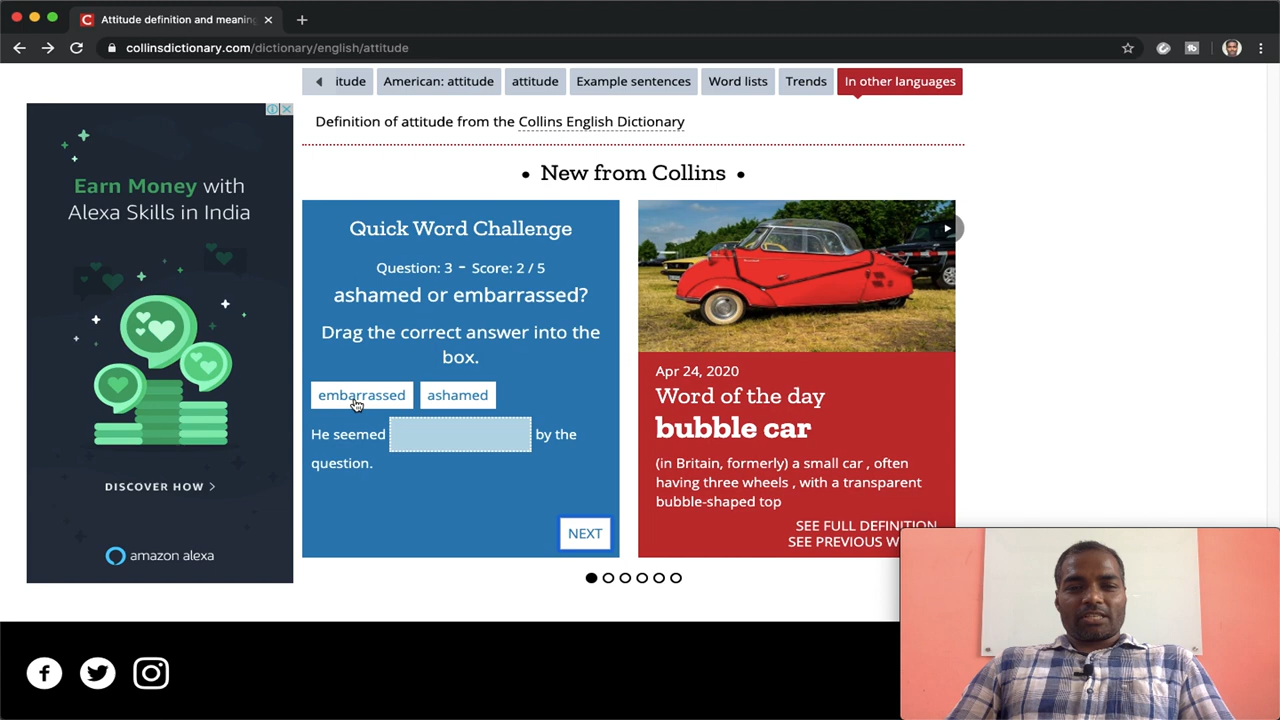 Attitude definition and meaning
collinsdictionary.com/dictionary/english/attitude
itude
American: attitude
attitude
Example sentences
Word lists
Trends
In other languages
Definition of attitude from the Collins English Dictionary
• New from Collins •
Earn Money with
Alexa Skills in India
DISCOVER HOW >
amazon alexa
Quick Word Challenge
Question: 3 - Score: 2 / 5
ashamed or embarrassed?
Drag the correct answer into the
box.
embarrassed
ashamed
He seemed by the
question.
NEXT
Apr 24, 2020
Word of the day
bubble car
(in Britain, formerly) a small car , often
having three wheels , with a transparent
bubble-shaped top
SEE FULL DEFINITION
SEE PREVIOUS W